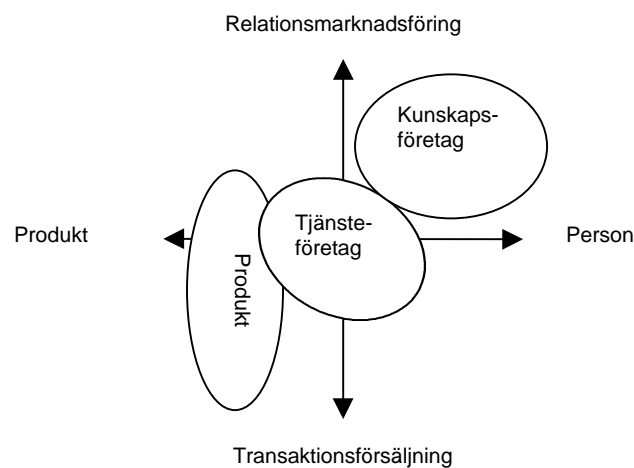 Relationsmarknadsföring
Kunskaps-
företag
Tjänste-
företag
Produkt
Person
Produkt
Transaktionsförsäljning